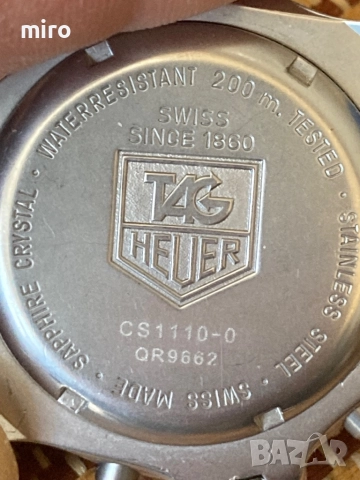 miro
WATERRESISTANT 200 m. TESTED · STAINLESS STEEL · SWISS MADE · SAPPHIRE CRYSTAL ·
SWISS
SINCE 1860
TAG
HEUER
CS1110-0
QR9662
BAZAR